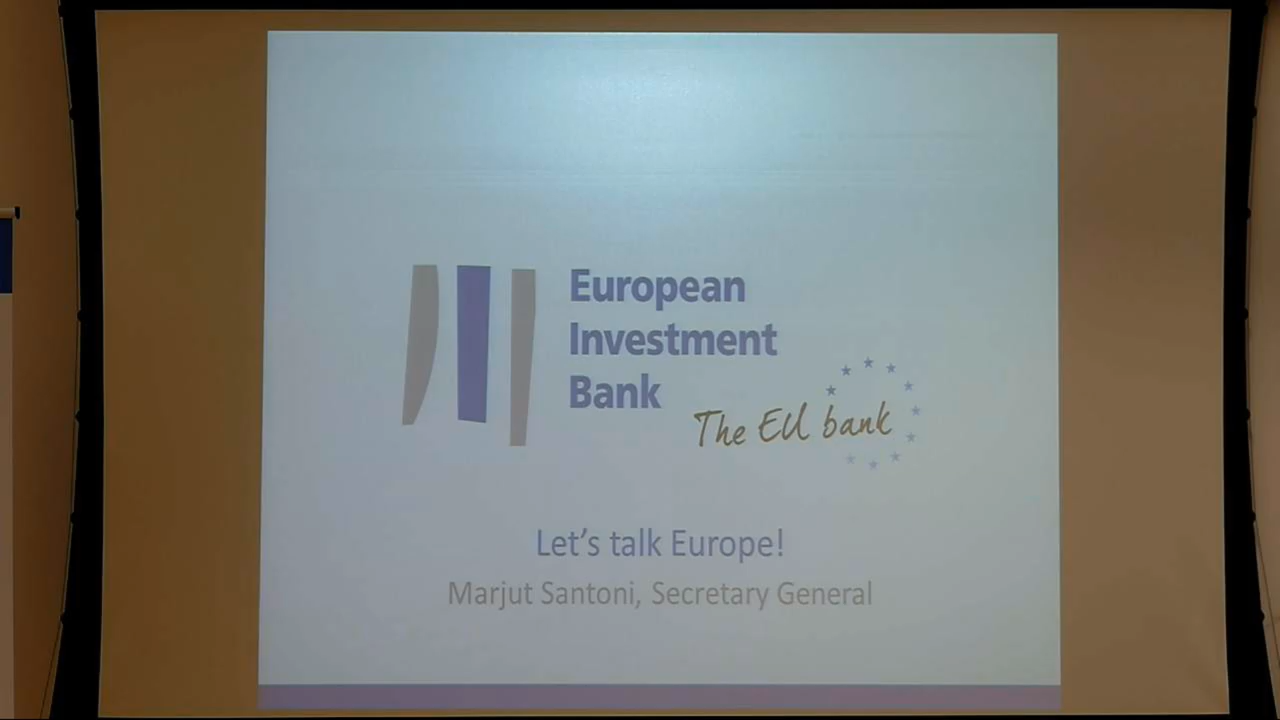 European
Investment
Bank
The EU bank
Let's talk Europe!
Marjut Santoni, Secretary General